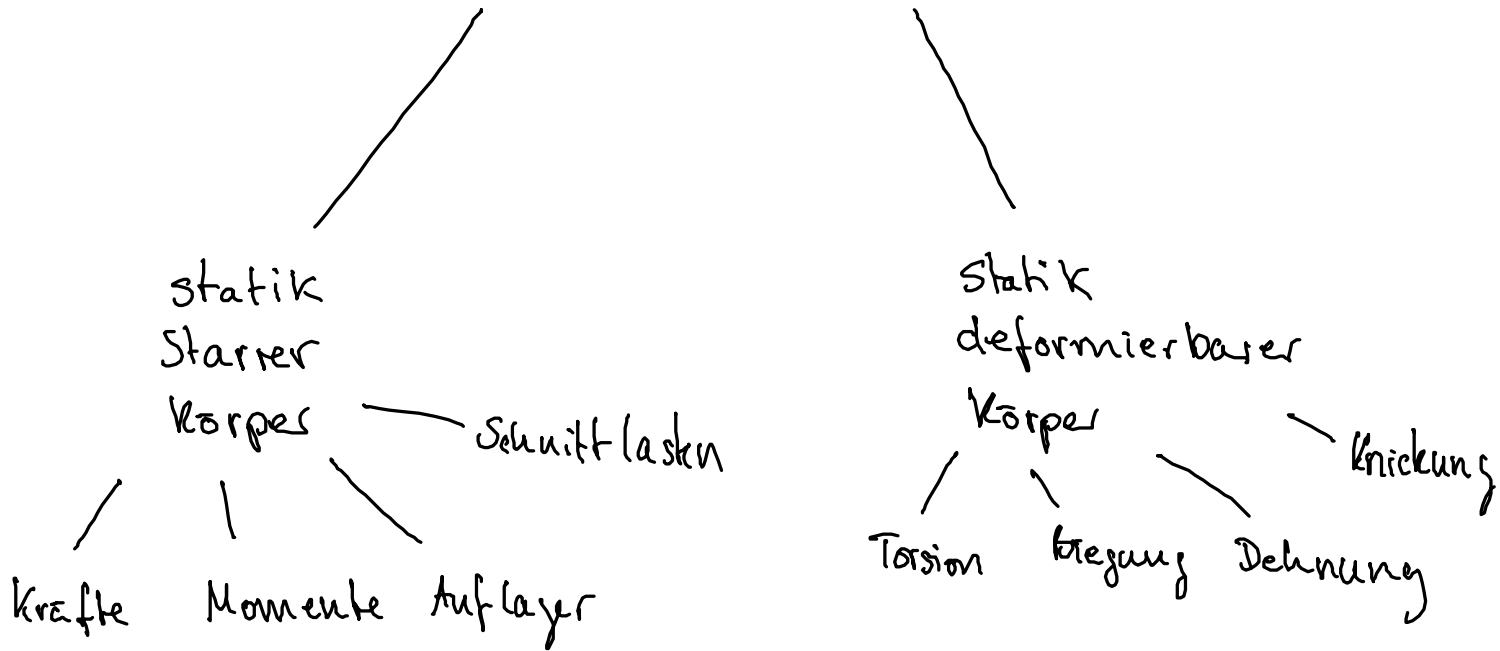 Statik
Starrer
Körper
Schnittlasten
Kräfte
Momente
Auflager
Statik
deformierbarer
Körper
Knickung
Torsion
Biegung
Dehnung